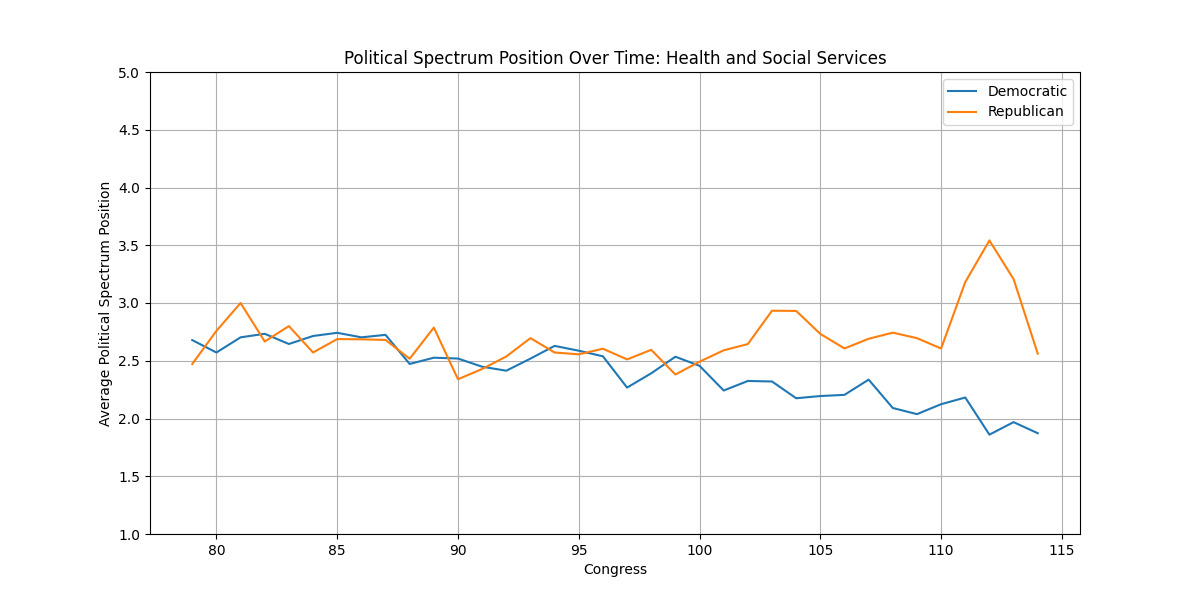 Political Spectrum Position Over Time: Health and Social Services
Democratic
Republican
Average Political Spectrum Position
5.0
4.5
4.0
3.5
3.0
2.5
2.0
1.5
1.0
80 85 90 95 100 105 110 115
Congress